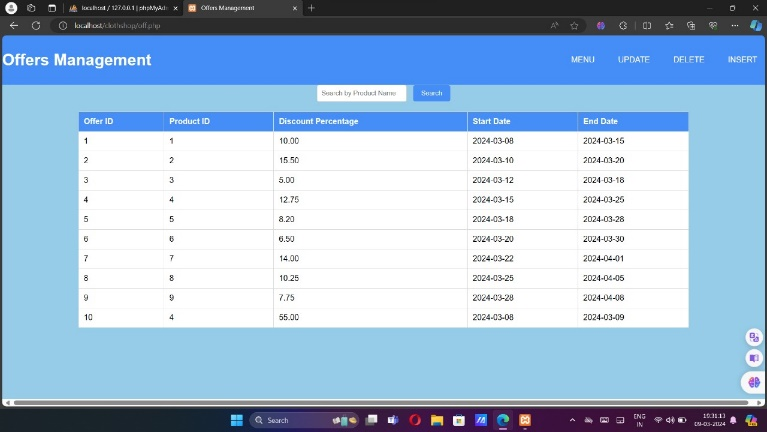 localhost / 127.0.0.1 | phpMyAdm
Offers Management
localhost/clothshop/off.php
Offers Management
MENU UPDATE DELETE INSERT
Search by Product Name Search
Offer ID Product ID Discount Percentage Start Date End Date
1 1 10.00 2024-03-08 2024-03-15
2 2 15.50 2024-03-10 2024-03-20
3 3 5.00 2024-03-12 2024-03-18
4 4 12.75 2024-03-15 2024-03-25
5 5 8.20 2024-03-18 2024-03-28
6 6 6.50 2024-03-20 2024-03-30
7 7 14.00 2024-03-22 2024-04-01
8 8 10.25 2024-03-25 2024-04-05
9 9 7.75 2024-03-28 2024-04-08
10 4 55.00 2024-03-08 2024-03-09
Search
ENG
IN
19:31:13
09-03-2024